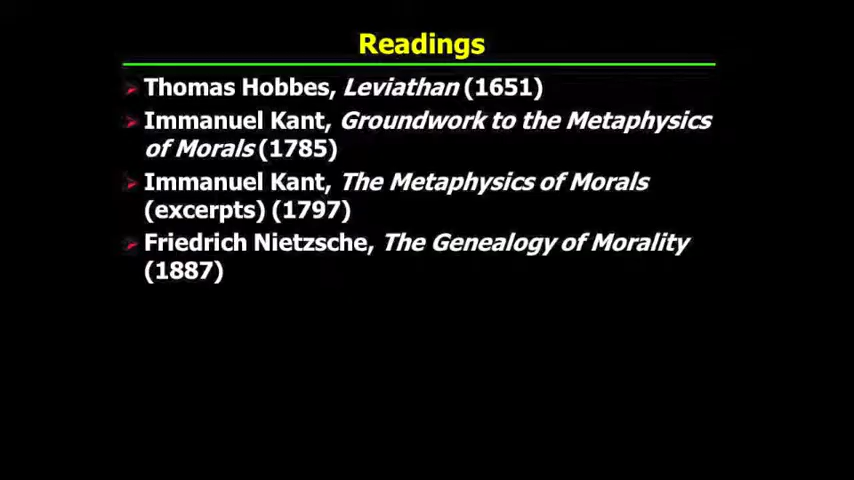 Readings
Thomas Hobbes, Leviathan (1651)
Immanuel Kant, Groundwork to the Metaphysics
of Morals (1785)
Immanuel Kant, The Metaphysics of Morals
(excerpts) (1797)
Friedrich Nietzsche, The Genealogy of Morality
(1887)